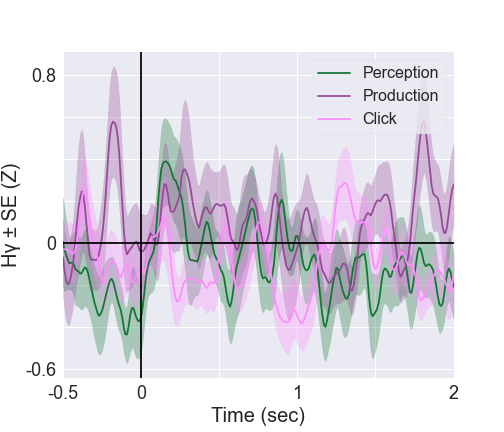 Perception
Production
Click
0.8
0
-0.6
Hγ ± SE (Z)
-0.5
0
1
2
Time (sec)